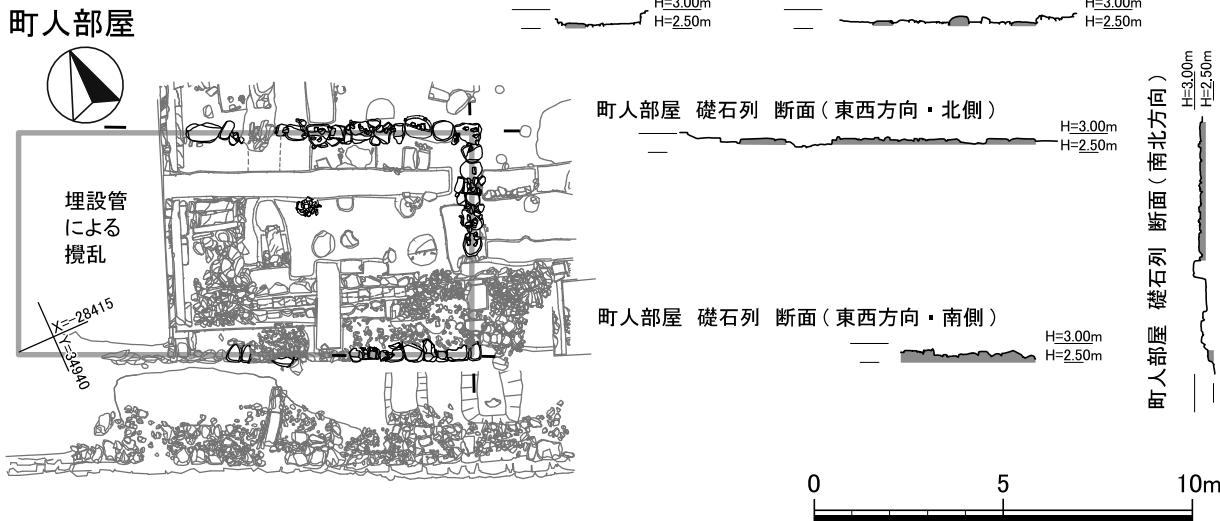 H=3.00m
H=2.50m
H=3.00m
H=2.50m
町人部屋
町人部屋 礎石列 断面(東西方向・北側)
H=3.00m
H=2.50m
埋設管
による
攪乱
X=-28415
Y=34940
町人部屋 礎石列 断面(東西方向・南側)
H=3.00m
H=2.50m
町人部屋 礎石列 断面(南北方向)
H=3.00m
H=2.50m
0 5 10m